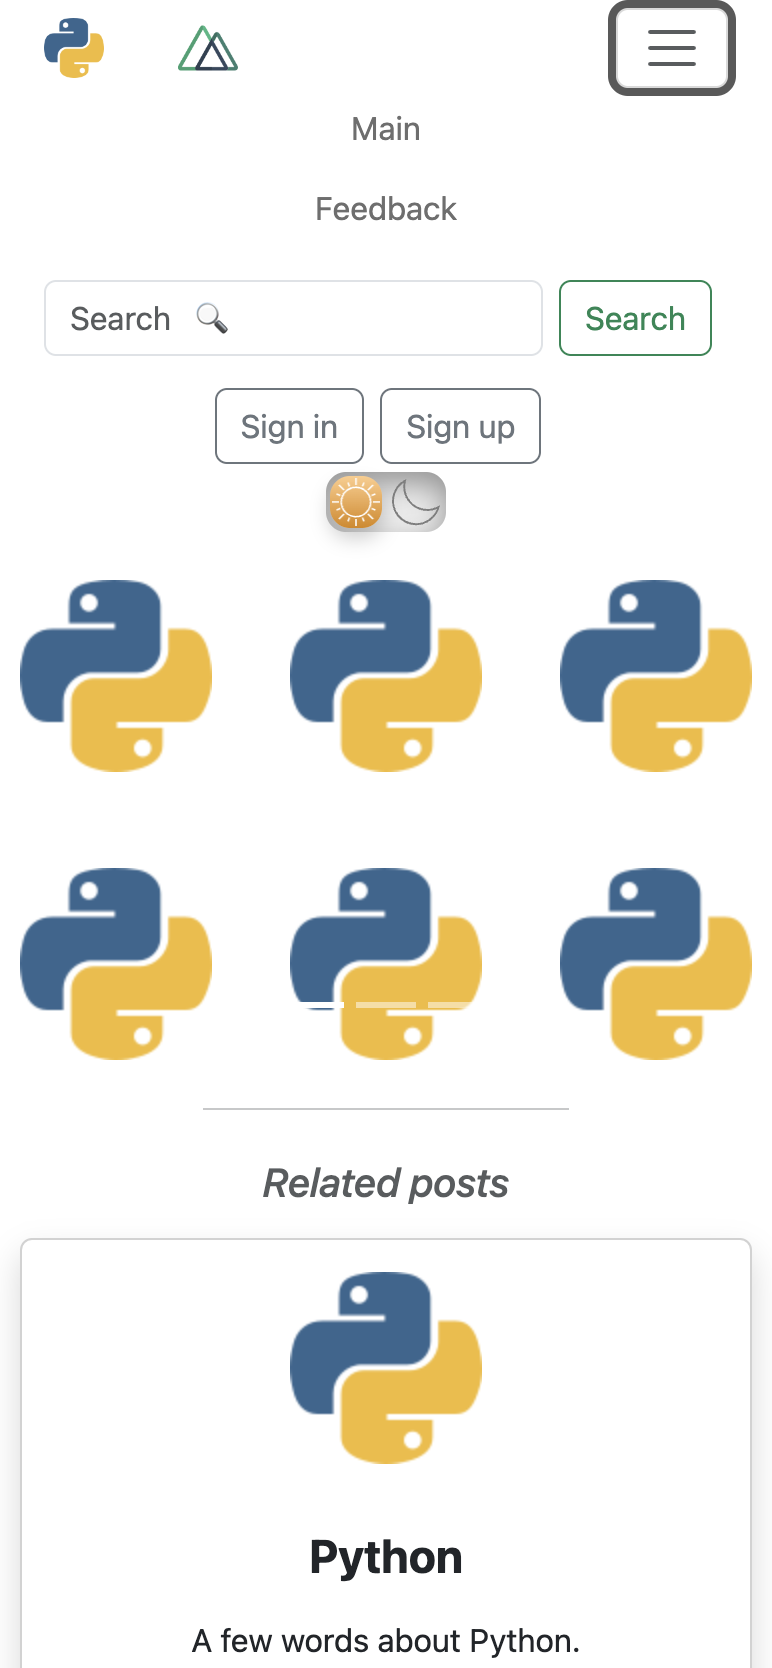 Main
Feedback
Search 🔍 Search
Sign in Sign up
Related posts
Python
A few words about Python.